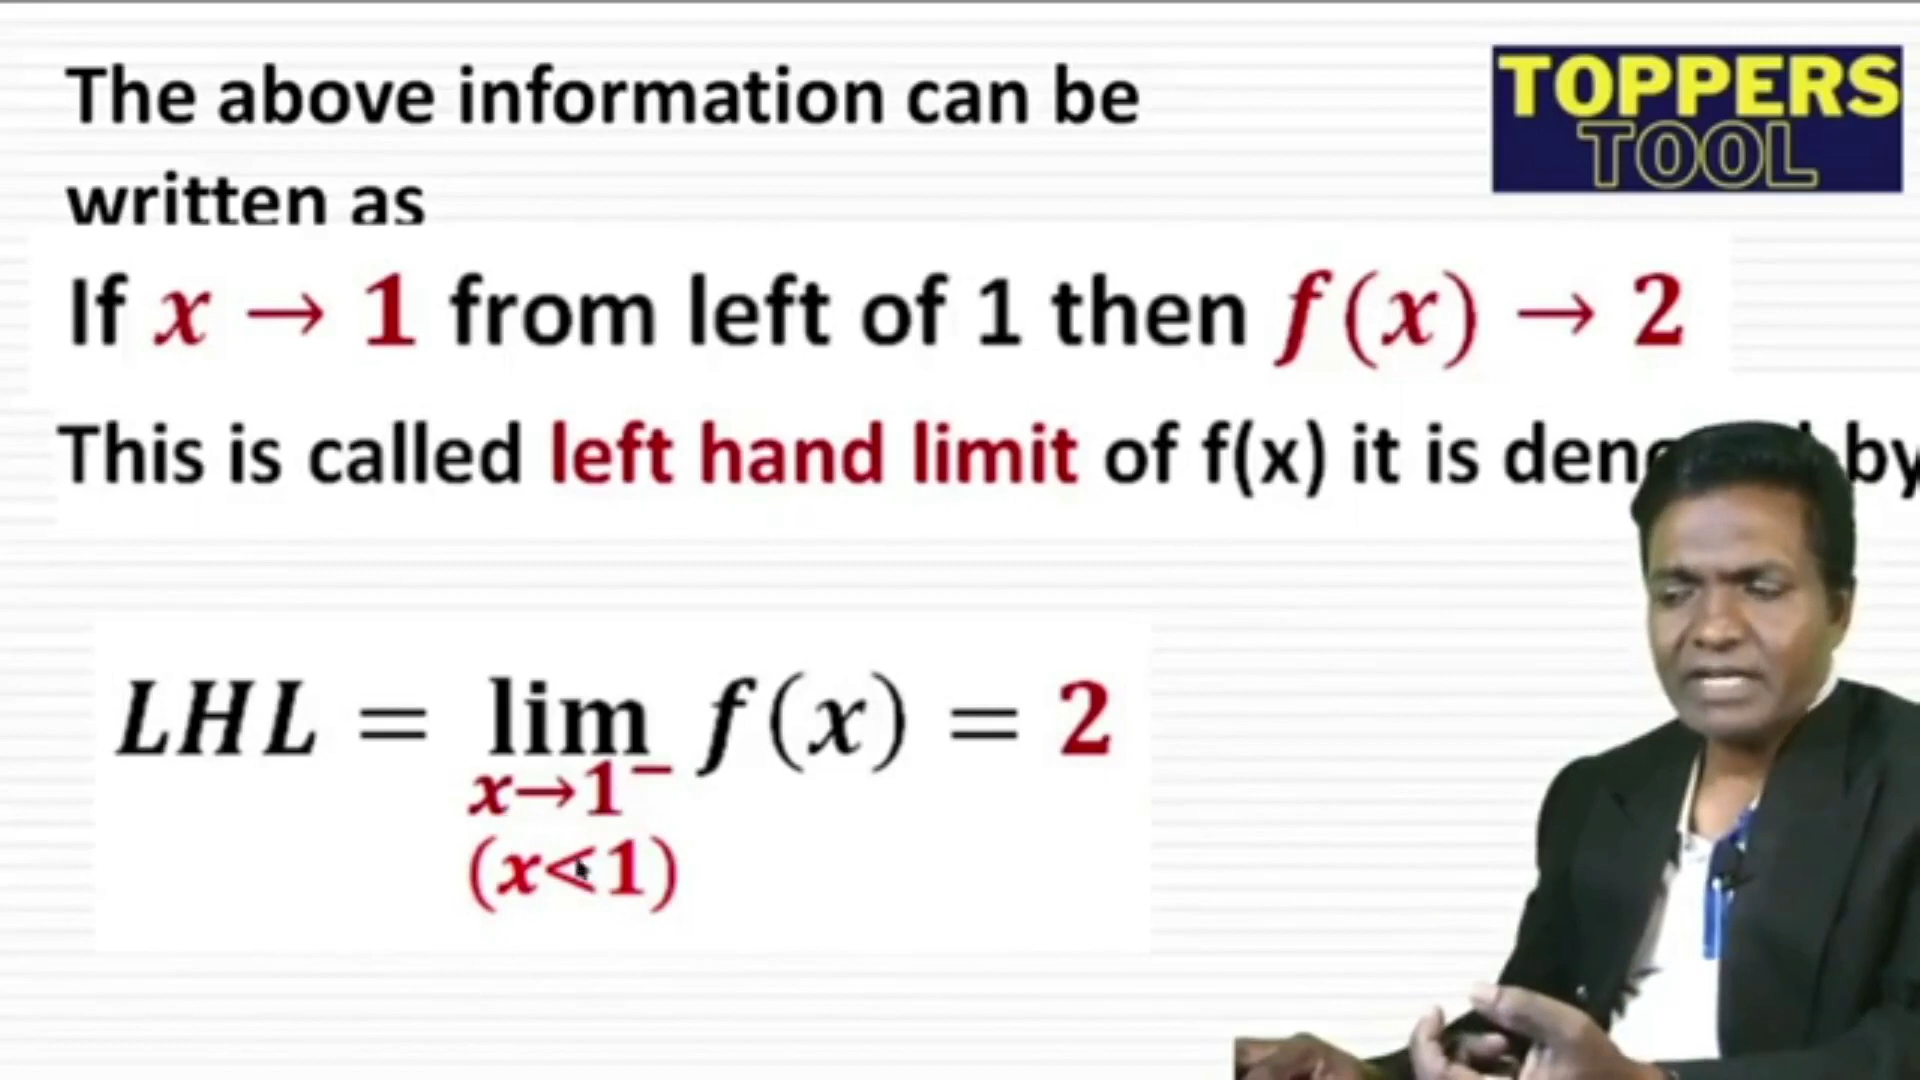 The above information can be
TOPPERS
TOOL
written as
If x → 1 from left of 1 then f(x) → 2
This is called left hand limit of f(x) it is by
LHL = lim f(x) = 2
x→1⁻
(x<1)